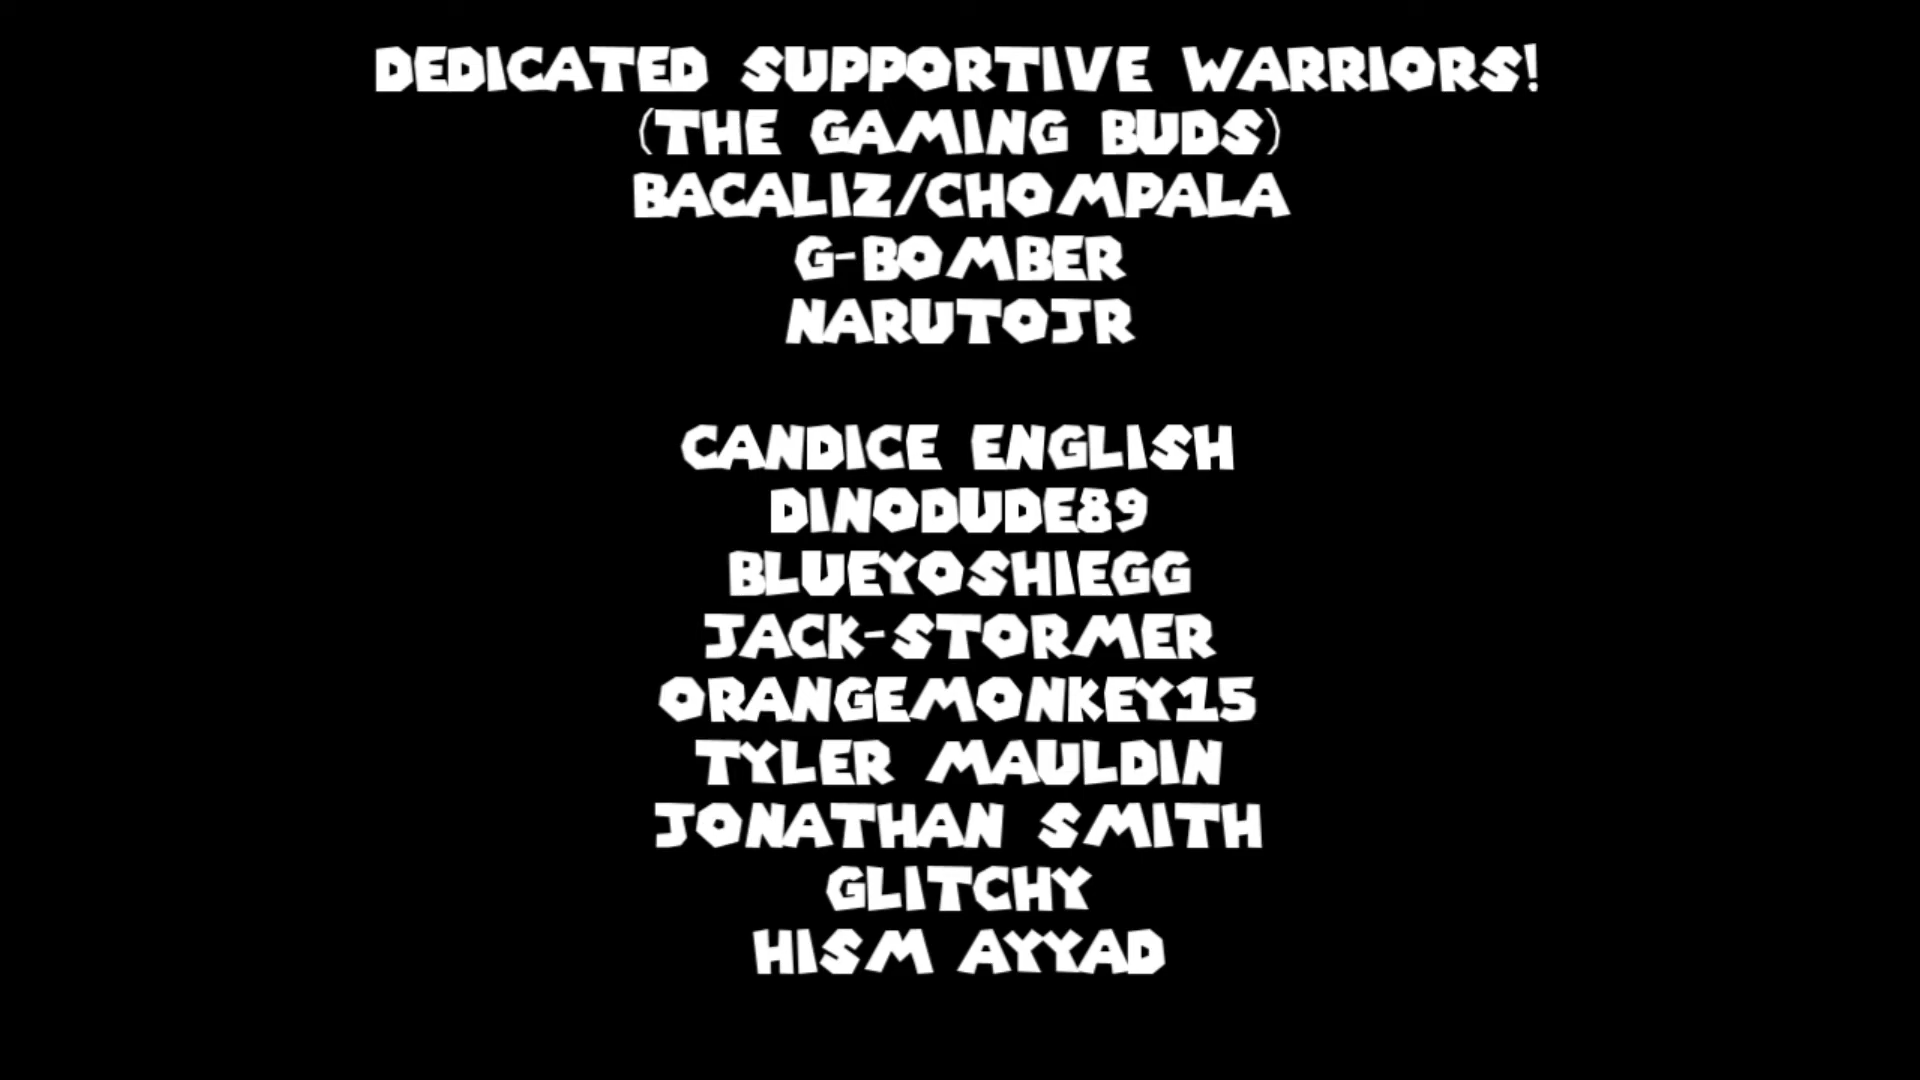 DEDICATED SUPPORTIVE WARRIORS!
(THE GAMING BUDS)
BACALIZ/CHOMPALA
G-BOMBER
NARUTOJR
CANDICE ENGLISH
DINODUDE89
BLUEYOSHIEGG
JACK-STORMER
ORANGEMONKEY15
TYLER MAULDIN
JONATHAN SMITH
GLITCHY
HISM AYYAD